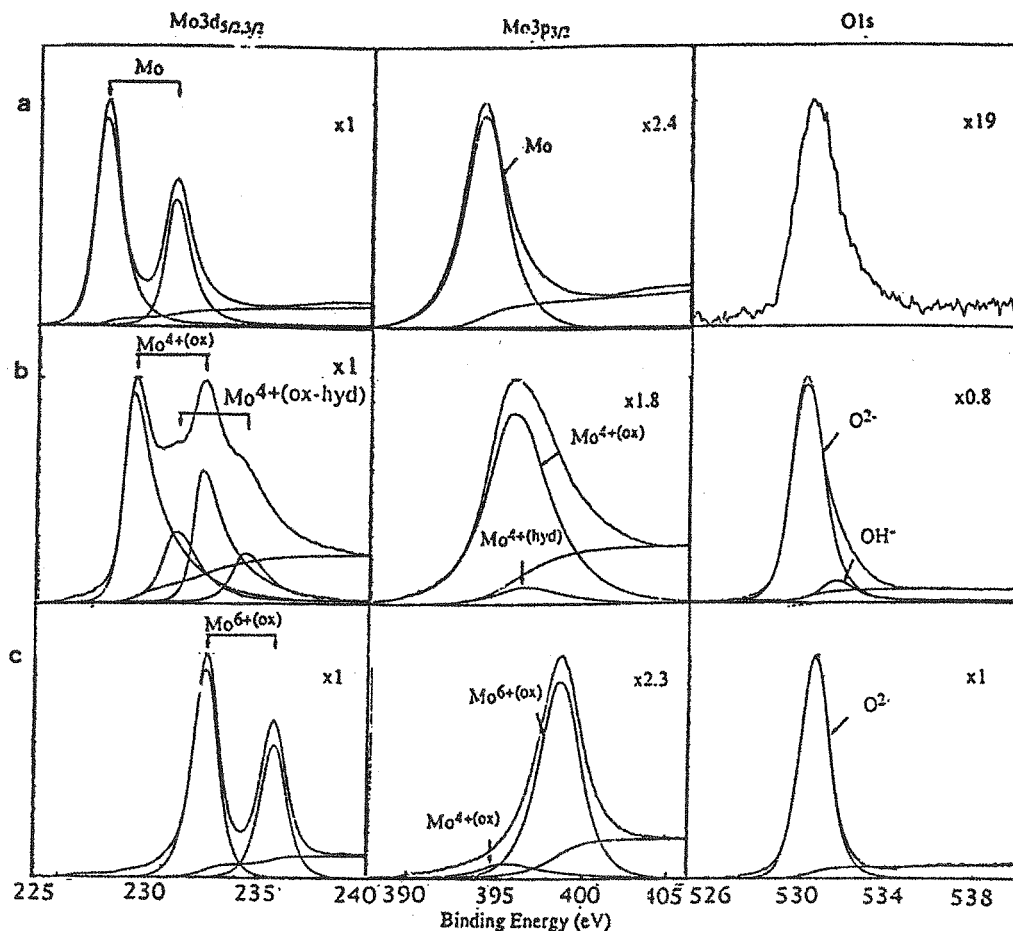 Mo3d5/2,3/2 Mo3p3/2 O1s
a Mo x1 x2.4 Mo x19
b Mo4+(ox) x1 Mo4+(ox-hyd) x1.8 Mo4+(ox) Mo4+(hyd) x0.8 O2- OH-
c Mo6+(ox) x1 x2.3 Mo6+(ox) Mo4+(ox) x1 O2-
225 230 235 240 390 395 400 405 526 530 534 538
Binding Energy (eV)